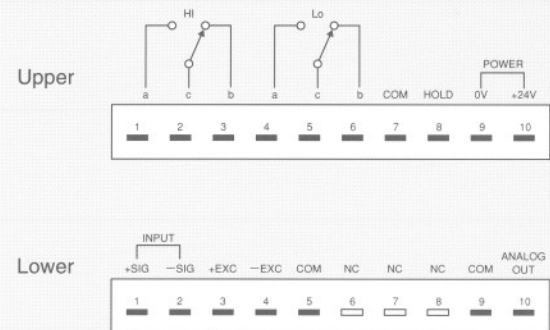 HI Lo
POWER
Upper
a c b a c b COM HOLD 0V +24V
1 2 3 4 5 6 7 8 9 10
INPUT
ANALOG
Lower
+SIG −SIG +EXC −EXC COM NC NC NC COM OUT
1 2 3 4 5 6 7 8 9 10